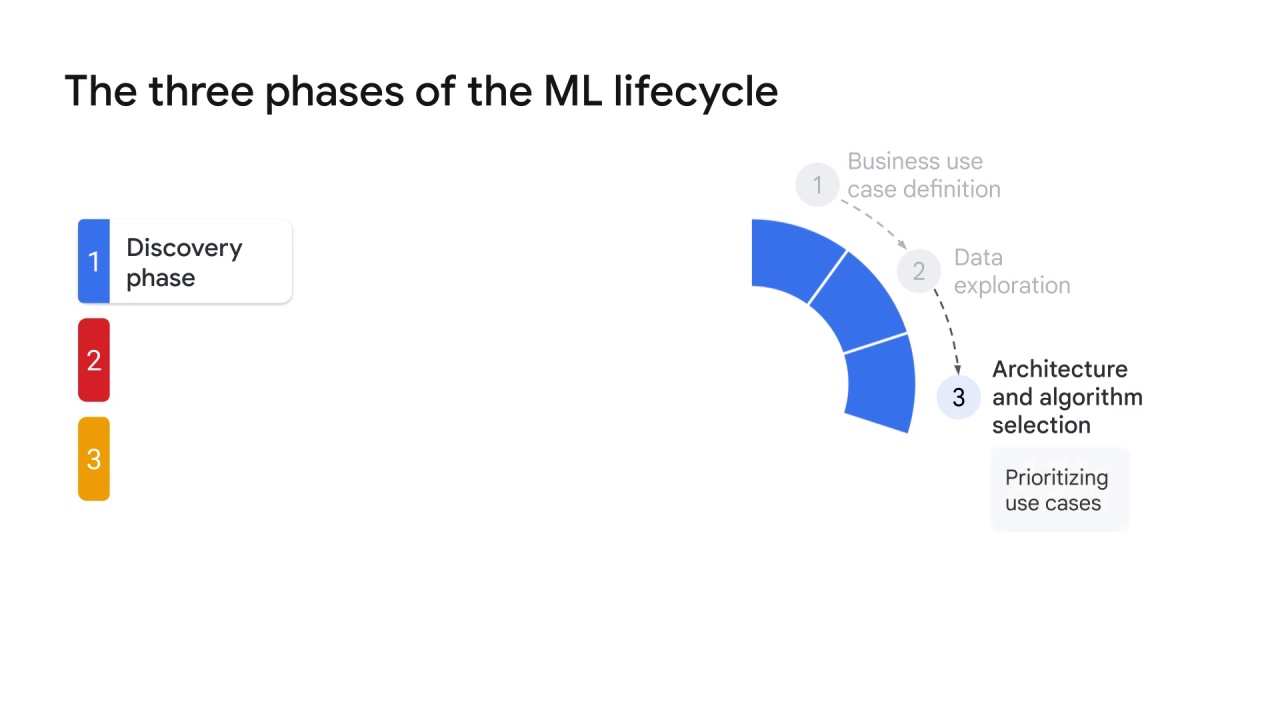 The three phases of the ML lifecycle
1
Discovery
phase
2
3
1
Business use
case definition
2
Data
exploration
3
Architecture
and algorithm
selection
Prioritizing
use cases